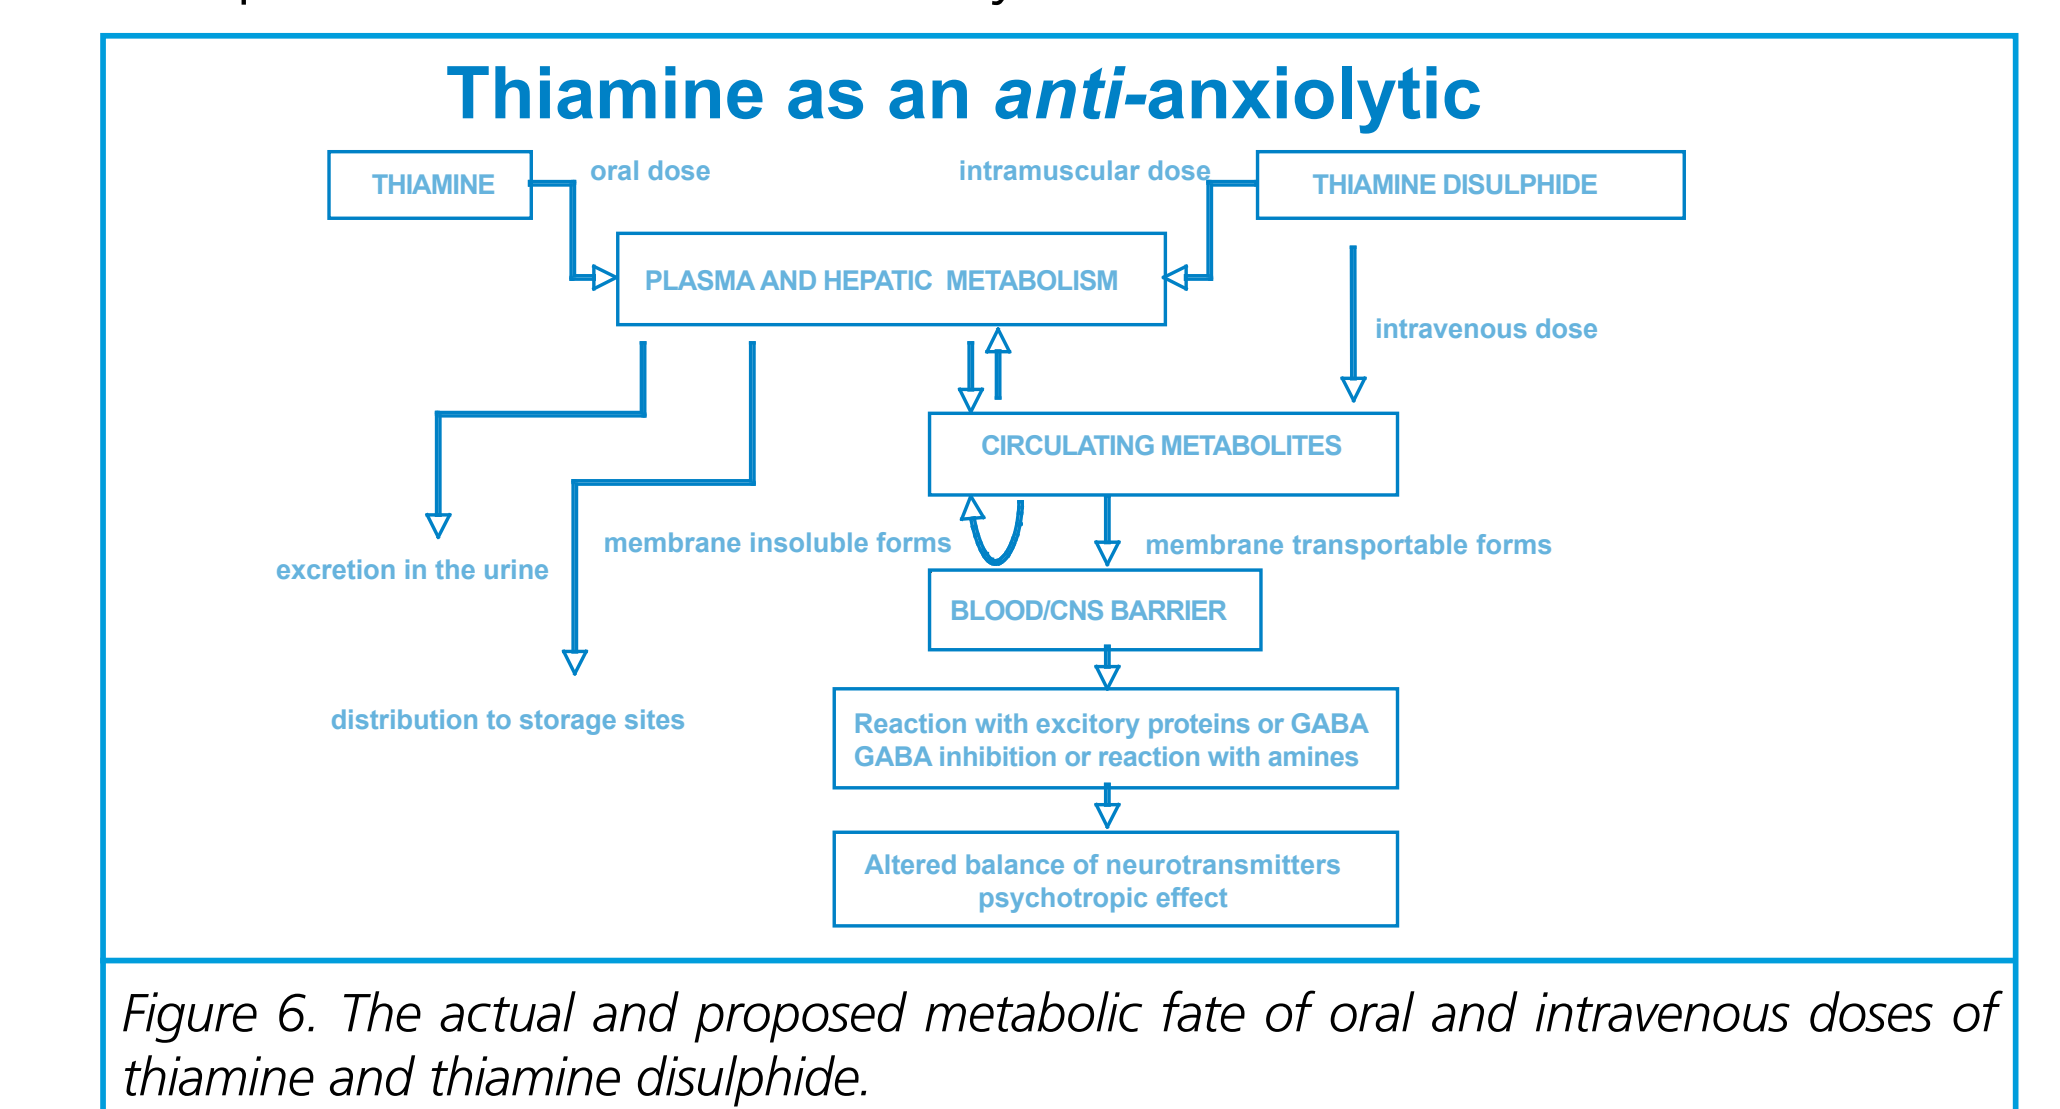 Thiamine as an anti-anxiolytic
THIAMINE
oral dose
intramuscular dose
THIAMINE DISULPHIDE
PLASMA AND HEPATIC METABOLISM
intravenous dose
CIRCULATING METABOLITES
membrane insoluble forms
membrane transportable forms
excretion in the urine
BLOOD/CNS BARRIER
distribution to storage sites
Reaction with excitory proteins or GABA
GABA inhibition or reaction with amines
Altered balance of neurotransmitters
psychotropic effect
Figure 6. The actual and proposed metabolic fate of oral and intravenous doses of
thiamine and thiamine disulphide.